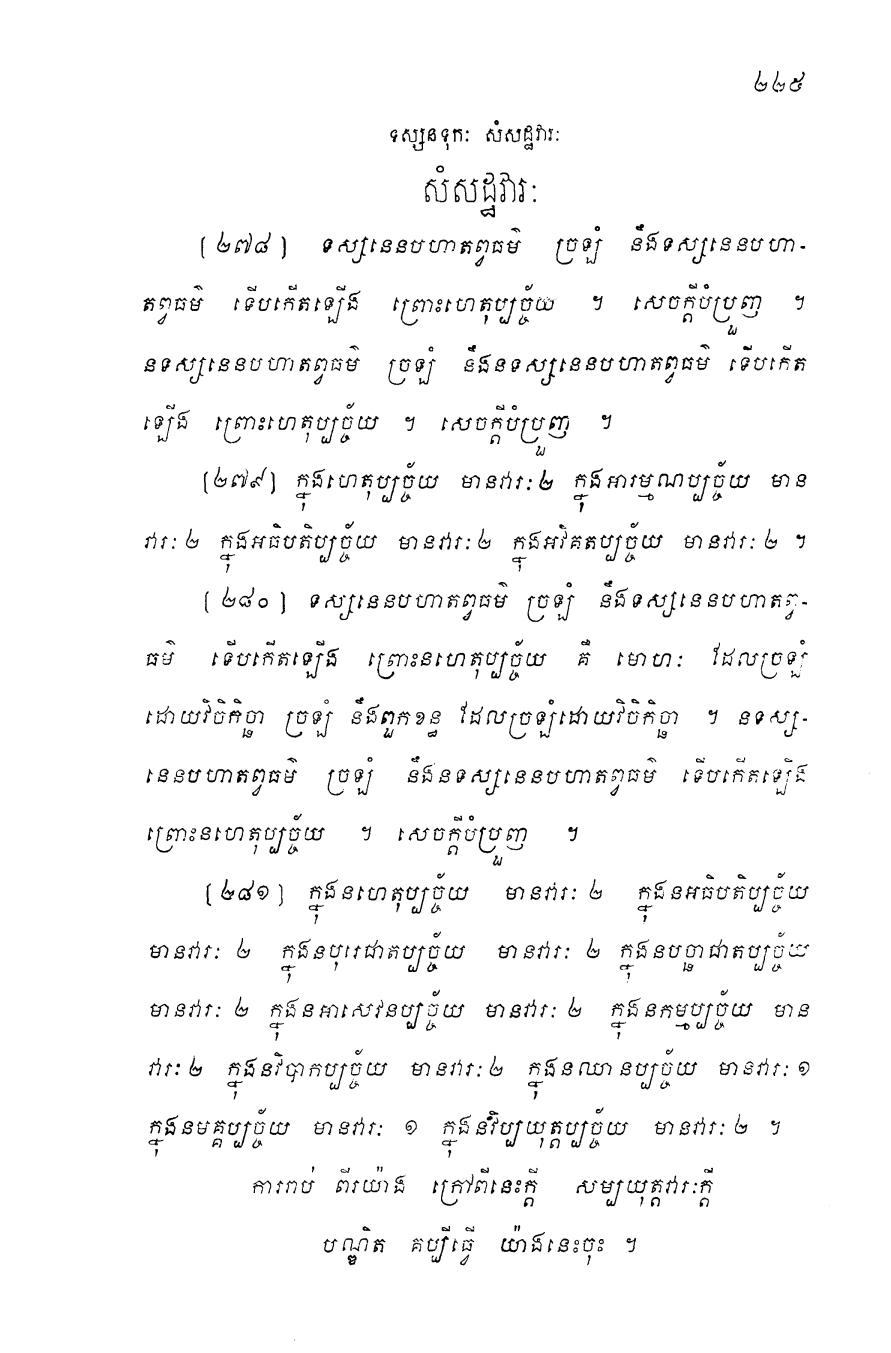 ២២៥
ទស្សនទុកៈ សំសដ្ឋវារៈ
សំសដ្ឋវារៈ
[២៧៨] ទស្សនេនបហាតព្វធម៌ ច្រឡំ នឹងទស្សនេនបហា-
តព្វធម៌ ទើបកើតឡើង ព្រោះហេតុប្បច្ច័យ ។ សេចក្តីបំប្រួញ ។
នទស្សនេនបហាតព្វធម៌ ច្រឡំ នឹងនទស្សនេនបហាតព្វធម៌ ទើបកើត
ឡើង ព្រោះហេតុប្បច្ច័យ ។ សេចក្តីបំប្រួញ ។
[២៧៩] ក្នុងហេតុប្បច្ច័យ មានវារៈ២ ក្នុងអារម្មណប្បច្ច័យ មាន
វារៈ២ ក្នុងអធិបតិប្បច្ច័យ មានវារៈ២ ក្នុងអវិគតប្បច្ច័យ មានវារៈ២ ។
[២៨០] ទស្សនេនបហាតព្វធម៌ ច្រឡំ នឹងទស្សនេនបហាតព្វ-
ធម៌ ទើបកើតឡើង ព្រោះនហេតុប្បច្ច័យ គឺ មោហៈ ដែលច្រឡំ
ដោយវិចិកិច្ឆា ច្រឡំ នឹងពួកខន្ធ ដែលច្រឡំដោយវិចិកិច្ឆា ។ នទស្ស-
នេនបហាតព្វធម៌ ច្រឡំ នឹងនទស្សនេនបហាតព្វធម៌ ទើបកើតឡើង
ព្រោះនហេតុប្បច្ច័យ ។ សេចក្តីបំប្រួញ ។
[២៨១] ក្នុងនហេតុប្បច្ច័យ មានវារៈ ២ ក្នុងនអធិបតិប្បច្ច័យ
មានវារៈ ២ ក្នុងនបុរេជាតប្បច្ច័យ មានវារៈ ២ ក្នុងនបច្ឆាជាតប្បច្ច័យ
មានវារៈ ២ ក្នុងនអាសេវនប្បច្ច័យ មានវារៈ ២ ក្នុងនកម្មប្បច្ច័យ មាន
វារៈ ២ ក្នុងនវិបាកប្បច្ច័យ មានវារៈ២ ក្នុងនឈានប្បច្ច័យ មានវារៈ១
ក្នុងនមគ្គប្បច្ច័យ មានវារៈ ១ ក្នុងនវិប្បយុត្តប្បច្ច័យ មានវារៈ២ ។
ការរាប់ ពីរយ៉ាង ក្រៅពីនេះក្តី សម្បយុត្តវារៈក្តី
បណ្ឌិត គប្បីធ្វើ យ៉ាងនេះចុះ ។